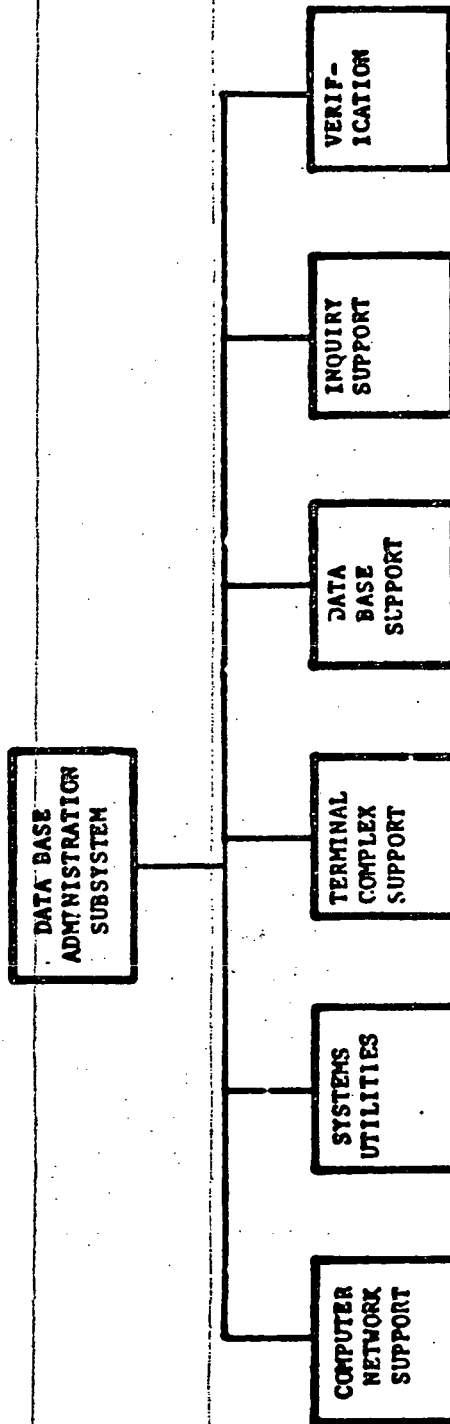 DATA BASE
ADMINISTRATION
SUBSYSTEM
COMPUTER
NETWORK
SUPPORT
SYSTEMS
UTILITIES
TERMINAL
COMPLEX
SUPPORT
DATA
BASE
SUPPORT
INQUIRY
SUPPORT
VERIF-
ICATION